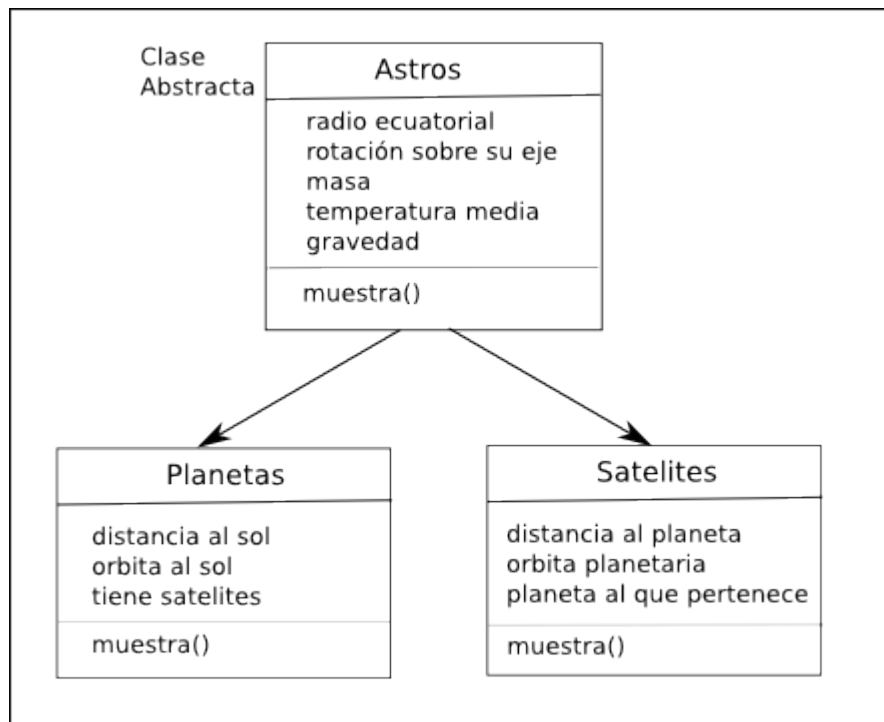 Clase
Abstracta
Astros
radio ecuatorial
rotación sobre su eje
masa
temperatura media
gravedad
muestra()
Planetas
distancia al sol
orbita al sol
tiene satelites
muestra()
Satelites
distancia al planeta
orbita planetaria
planeta al que pertenece
muestra()